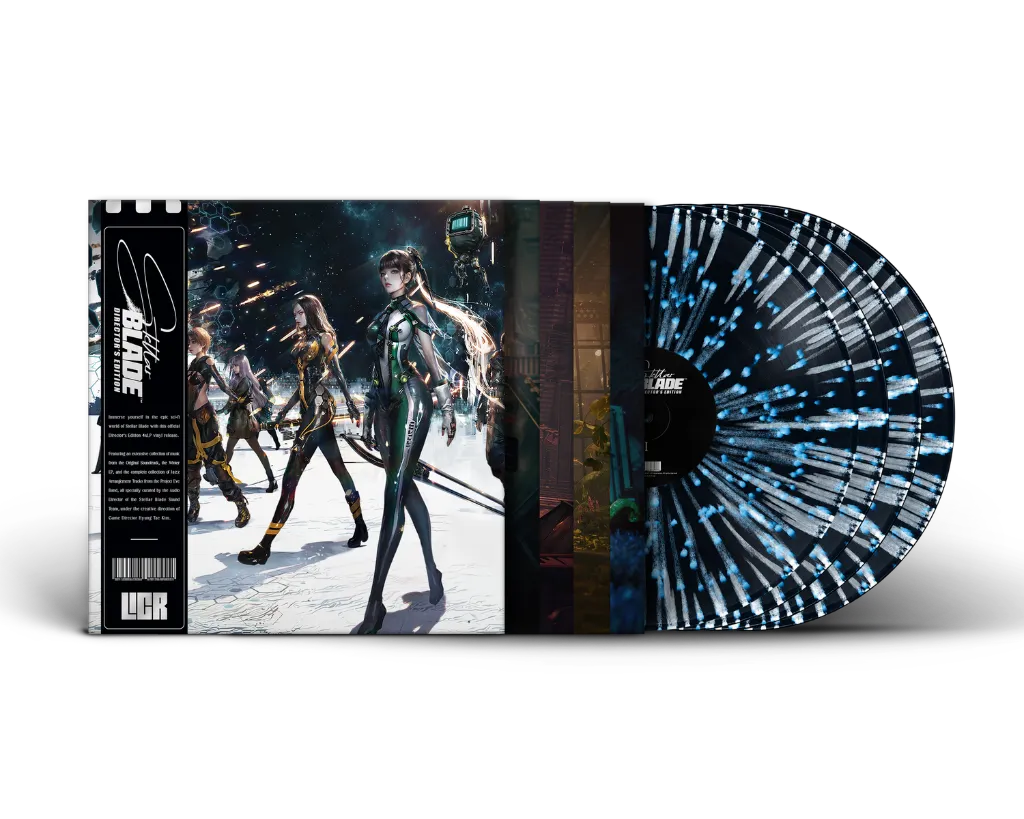 Stellar
BLADE™
DIRECTOR'S EDITION
Immerse yourself in the epic sci-fi
world of Stellar Blade with this official
Director's Edition 4xLP vinyl release.
Featuring an extensive collection of music
from the Original Soundtrack, the Winter
EP, and the complete collection of Jazz
Arrangement Tracks from the Project Eve
Band, all specially curated by the Audio
Director of the Stellar Blade Sound
Team, under the creative direction of
Game Director Hyung Tae Kim.
LICR
Stellar
BLADE
DIRECTOR'S EDITION